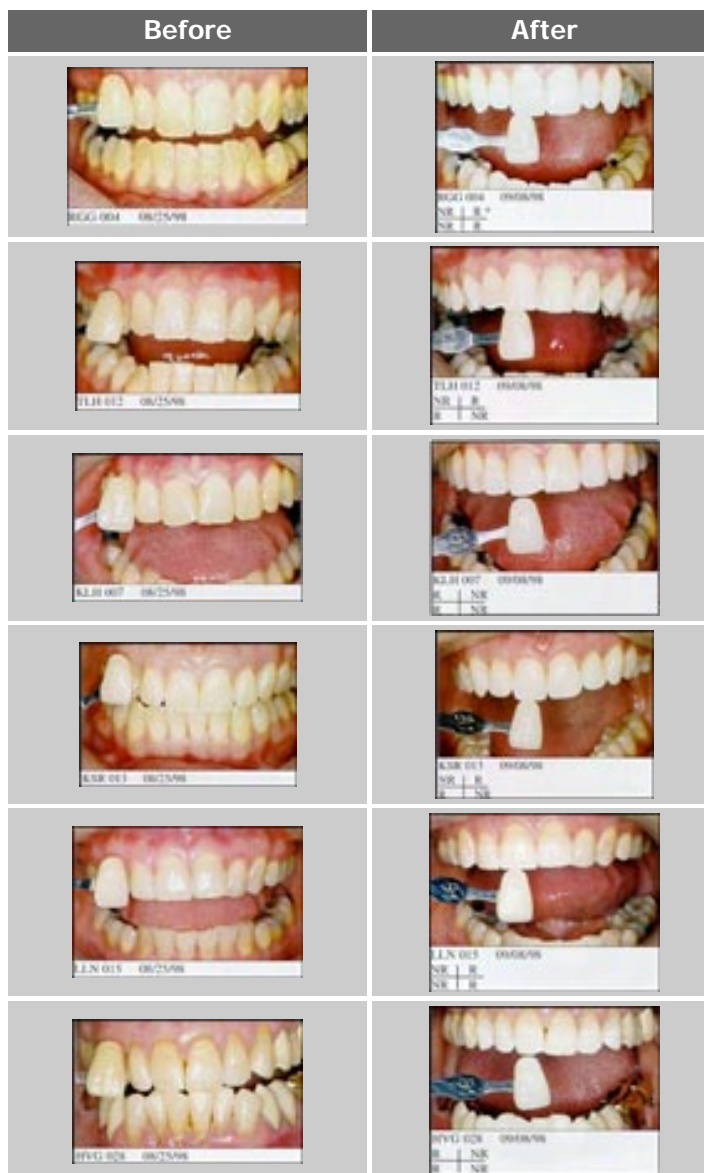 Before
After
RGG 004 08/25/98
RGG 004 09/08/98
NR R *
NR R
TLH 012 08/25/98
TLH 012 09/08/98
NR R
R NR
KLH 007 08/25/98
KLH 007 09/08/98
R NR
R NR
KSR 013 08/25/98
KSR 013 09/08/98
NR R
R NR
LLN 015 08/25/98
LLN 015 09/08/98
NR R
NR R
HVG 028 08/25/98
HVG 028 09/08/98
R NR
R NR